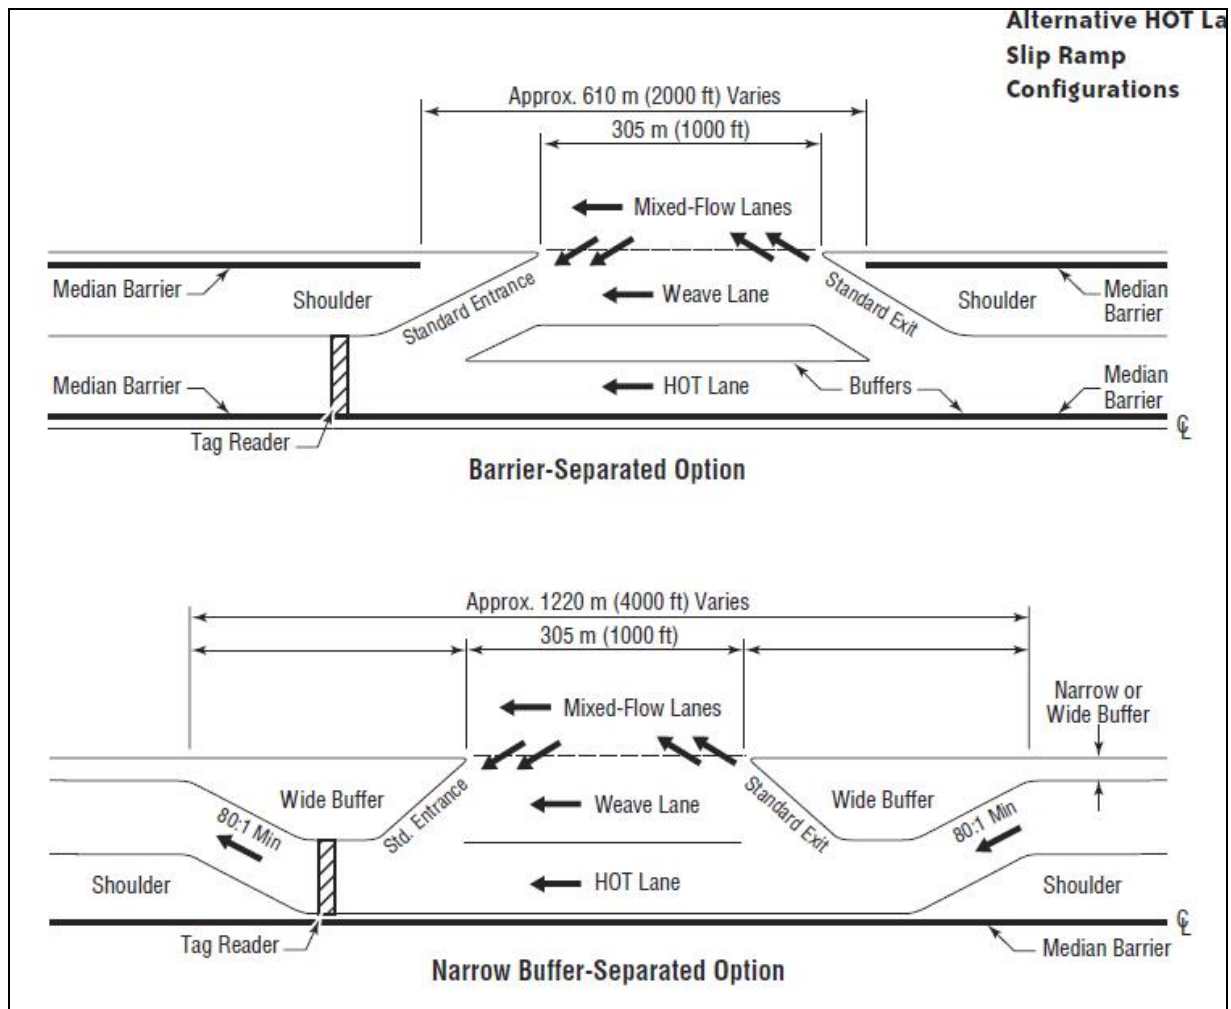 Alternative HOT La
Slip Ramp
Configurations
Approx. 610 m (2000 ft) Varies
305 m (1000 ft)
Mixed-Flow Lanes
Median Barrier
Shoulder
Standard Entrance
Weave Lane
Standard Exit
Shoulder
Median
Barrier
Median Barrier
HOT Lane
Buffers
Median
Barrier
Tag Reader
℄
Barrier-Separated Option
Approx. 1220 m (4000 ft) Varies
305 m (1000 ft)
Mixed-Flow Lanes
Narrow or
Wide Buffer
80:1 Min
Wide Buffer
Std. Entrance
Weave Lane
Standard Exit
Wide Buffer
80:1 Min
Shoulder
HOT Lane
Shoulder
Tag Reader
℄
Median Barrier
Narrow Buffer-Separated Option